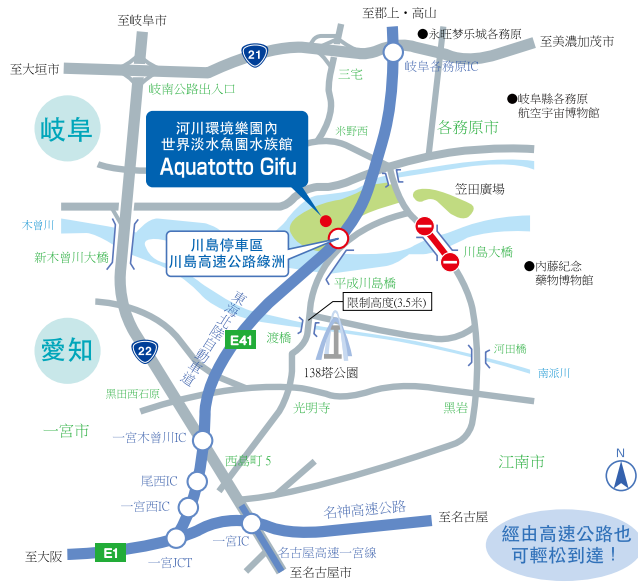 至岐阜市
至郡上・高山
永旺梦乐城各務原
至美濃加茂市
21
至大垣市
三宅
岐阜各務原IC
岐南公路出入口
岐阜縣各務原
航空宇宙博物館
岐阜
河川環境樂園內
世界淡水魚園水族館
Aquatotto Gifu
米野西
各務原市
笠田廣場
木曾川
新木曾川大橋
川島停車區
川島高速公路綠洲
川島大橋
內藤紀念
藥物博物館
平成川島橋
限制高度(3.5米)
東海北陸自動車道
E41
渡橋
愛知
22
河田橋
138塔公園
南派川
黑田西石原
光明寺
黑岩
一宮市
一宮木曾川IC
西島町5
江南市
N
尾西IC
一宮西IC
名神高速公路
至名古屋
經由高速公路也
可輕鬆到達！
一宮IC
至大阪
E1
名古屋高速一宮線
一宮JCT
至名古屋市